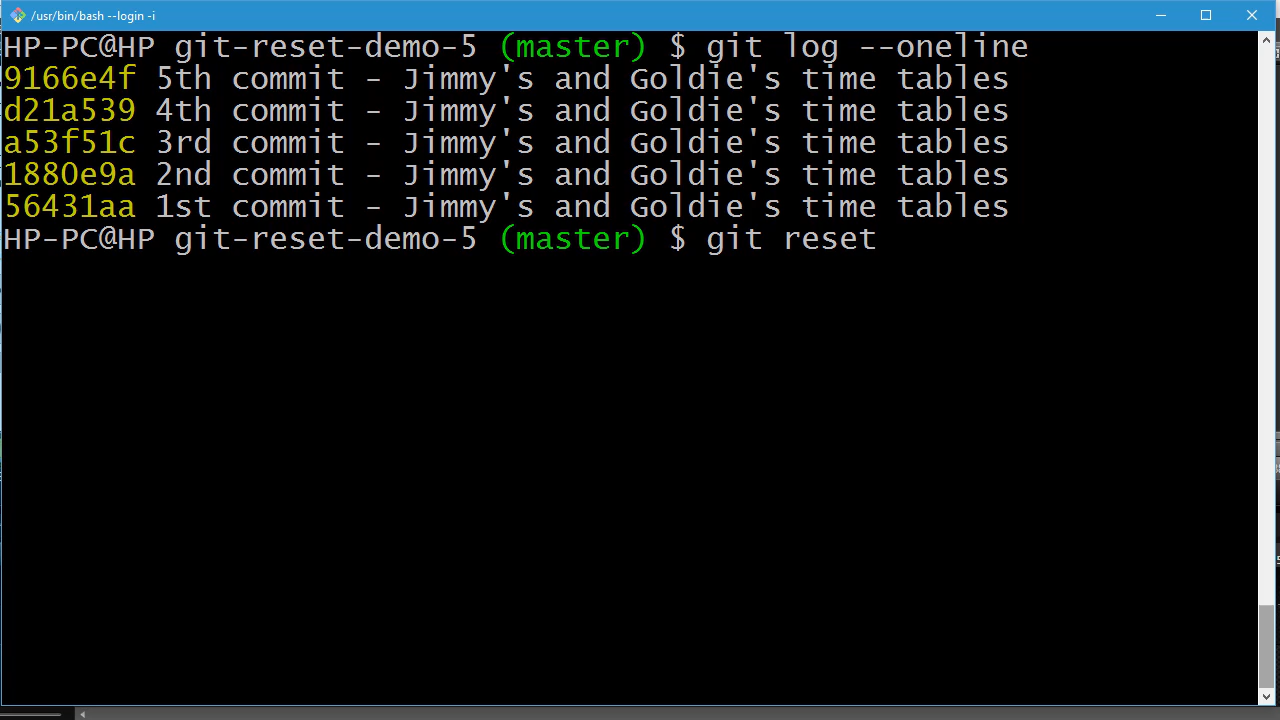 /usr/bin/bash --login -i
HP-PC@HP git-reset-demo-5 (master) $ git log --oneline
9166e4f 5th commit - Jimmy's and Goldie's time tables
d21a539 4th commit - Jimmy's and Goldie's time tables
a53f51c 3rd commit - Jimmy's and Goldie's time tables
1880e9a 2nd commit - Jimmy's and Goldie's time tables
56431aa 1st commit - Jimmy's and Goldie's time tables
HP-PC@HP git-reset-demo-5 (master) $ git reset